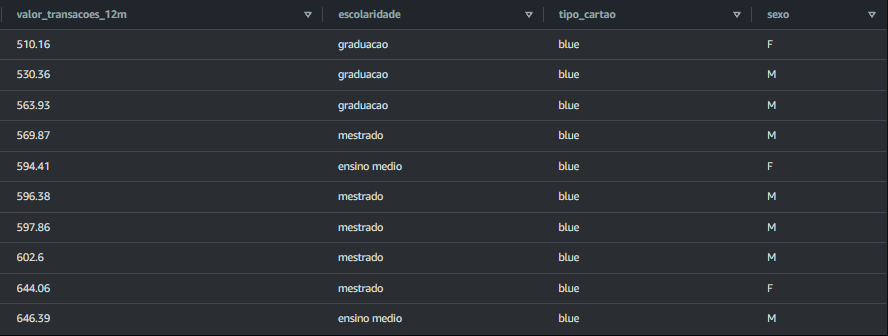 valor_transacoes_12m escolaridade tipo_cartao sexo
510.16 graduacao blue F
530.36 graduacao blue M
563.93 graduacao blue M
569.87 mestrado blue M
594.41 ensino medio blue F
596.38 mestrado blue M
597.86 mestrado blue M
602.6 mestrado blue M
644.06 mestrado blue F
646.39 ensino medio blue M